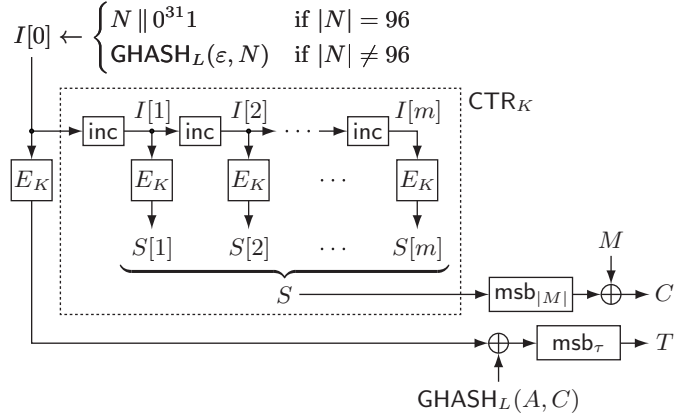 I[0] ← { N ∥ 0³¹1 if |N| = 96
GHASH_L(ε, N) if |N| ≠ 96
CTR_K
I[1] I[2] I[m]
inc inc · · · inc
E_K E_K E_K · · · E_K
S[1] S[2] · · · S[m]
M
S msb_|M| ⊕ C
⊕ msb_τ T
GHASH_L(A, C)